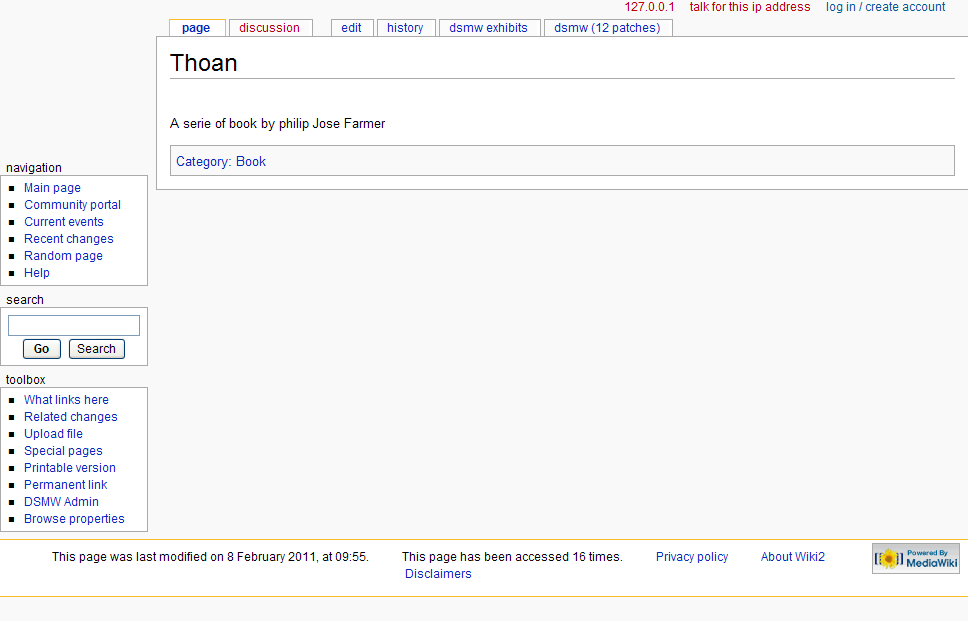 127.0.0.1 talk for this ip address log in / create account
page discussion edit history dsmw exhibits dsmw (12 patches)
Thoan
A serie of book by philip Jose Farmer
Category: Book
navigation
Main page
Community portal
Current events
Recent changes
Random page
Help
search
Go Search
toolbox
What links here
Related changes
Upload file
Special pages
Printable version
Permanent link
DSMW Admin
Browse properties
This page was last modified on 8 February 2011, at 09:55. This page has been accessed 16 times. Privacy policy About Wiki2
Disclaimers
Powered By
MediaWiki